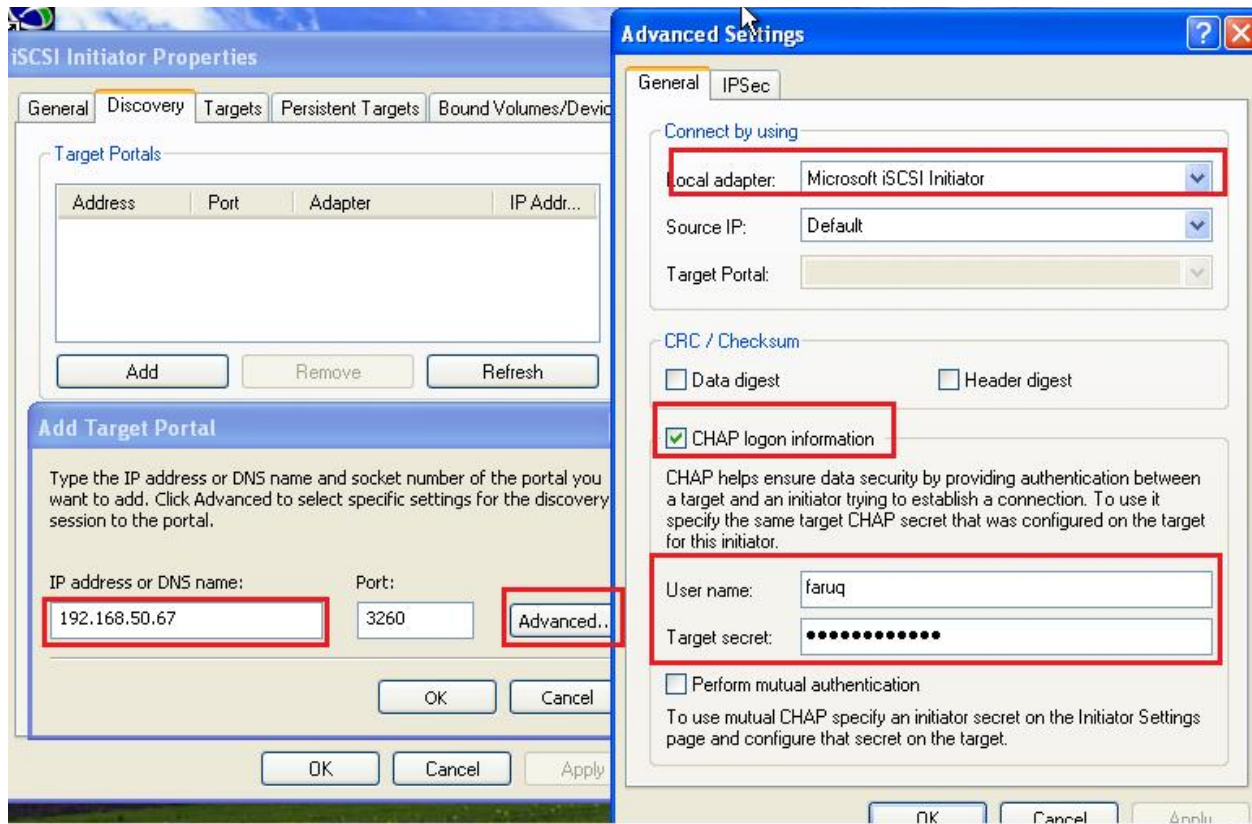 iSCSI Initiator Properties
General Discovery Targets Persistent Targets Bound Volumes/Devic
Target Portals
Address Port Adapter IP Addr...
Add Remove Refresh
Add Target Portal
Type the IP address or DNS name and socket number of the portal you
want to add. Click Advanced to select specific settings for the discovery
session to the portal.
IP address or DNS name: Port:
192.168.50.67 3260 Advanced..
OK Cancel
OK Cancel Apply
Advanced Settings
General IPSec
Connect by using
Local adapter: Microsoft iSCSI Initiator
Source IP: Default
Target Portal:
CRC / Checksum
Data digest Header digest
CHAP logon information
CHAP helps ensure data security by providing authentication between
a target and an initiator trying to establish a connection. To use it
specify the same target CHAP secret that was configured on the target
for this initiator.
User name: faruq
Target secret: ●●●●●●●●●●●●
Perform mutual authentication
To use mutual CHAP specify an initiator secret on the Initiator Settings
page and configure that secret on the target.
OK Cancel Apply